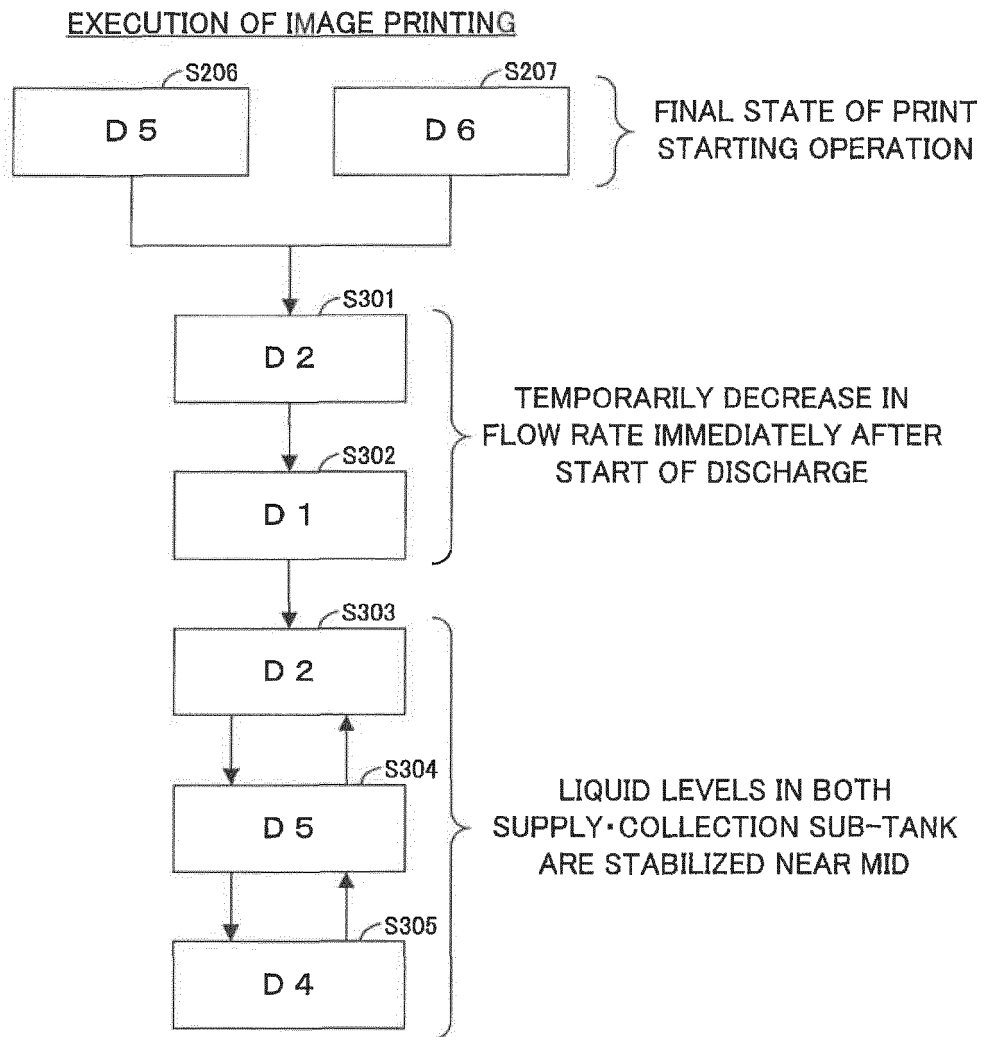 EXECUTION OF IMAGE PRINTING
S206
S207
D 5
D 6
FINAL STATE OF PRINT
STARTING OPERATION
S301
D 2
S302
D 1
TEMPORARILY DECREASE IN
FLOW RATE IMMEDIATELY AFTER
START OF DISCHARGE
S303
D 2
S304
D 5
S305
D 4
LIQUID LEVELS IN BOTH
SUPPLY・COLLECTION SUB-TANK
ARE STABILIZED NEAR MID